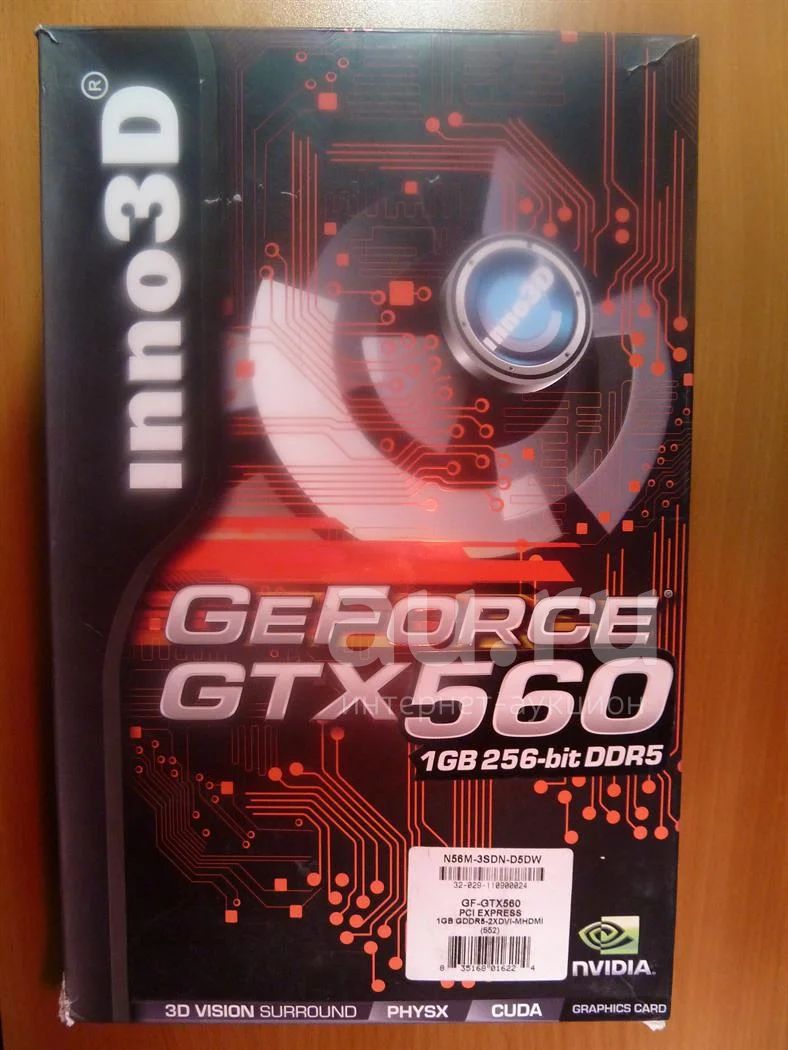 inno3D®
inno3D
GEFORCE®
GTX560
au.ru
интернет-аукцион
1GB 256-bit DDR5
N56M-3SDN-D5DW
32-029-110900024
GF-GTX560
PCI EXPRESS
1GB GDDR5-2XDVI-MHDMI
(552)
8 35168 01622 4
NVIDIA.
3D VISION SURROUND / PHYSX / CUDA / GRAPHICS CARD